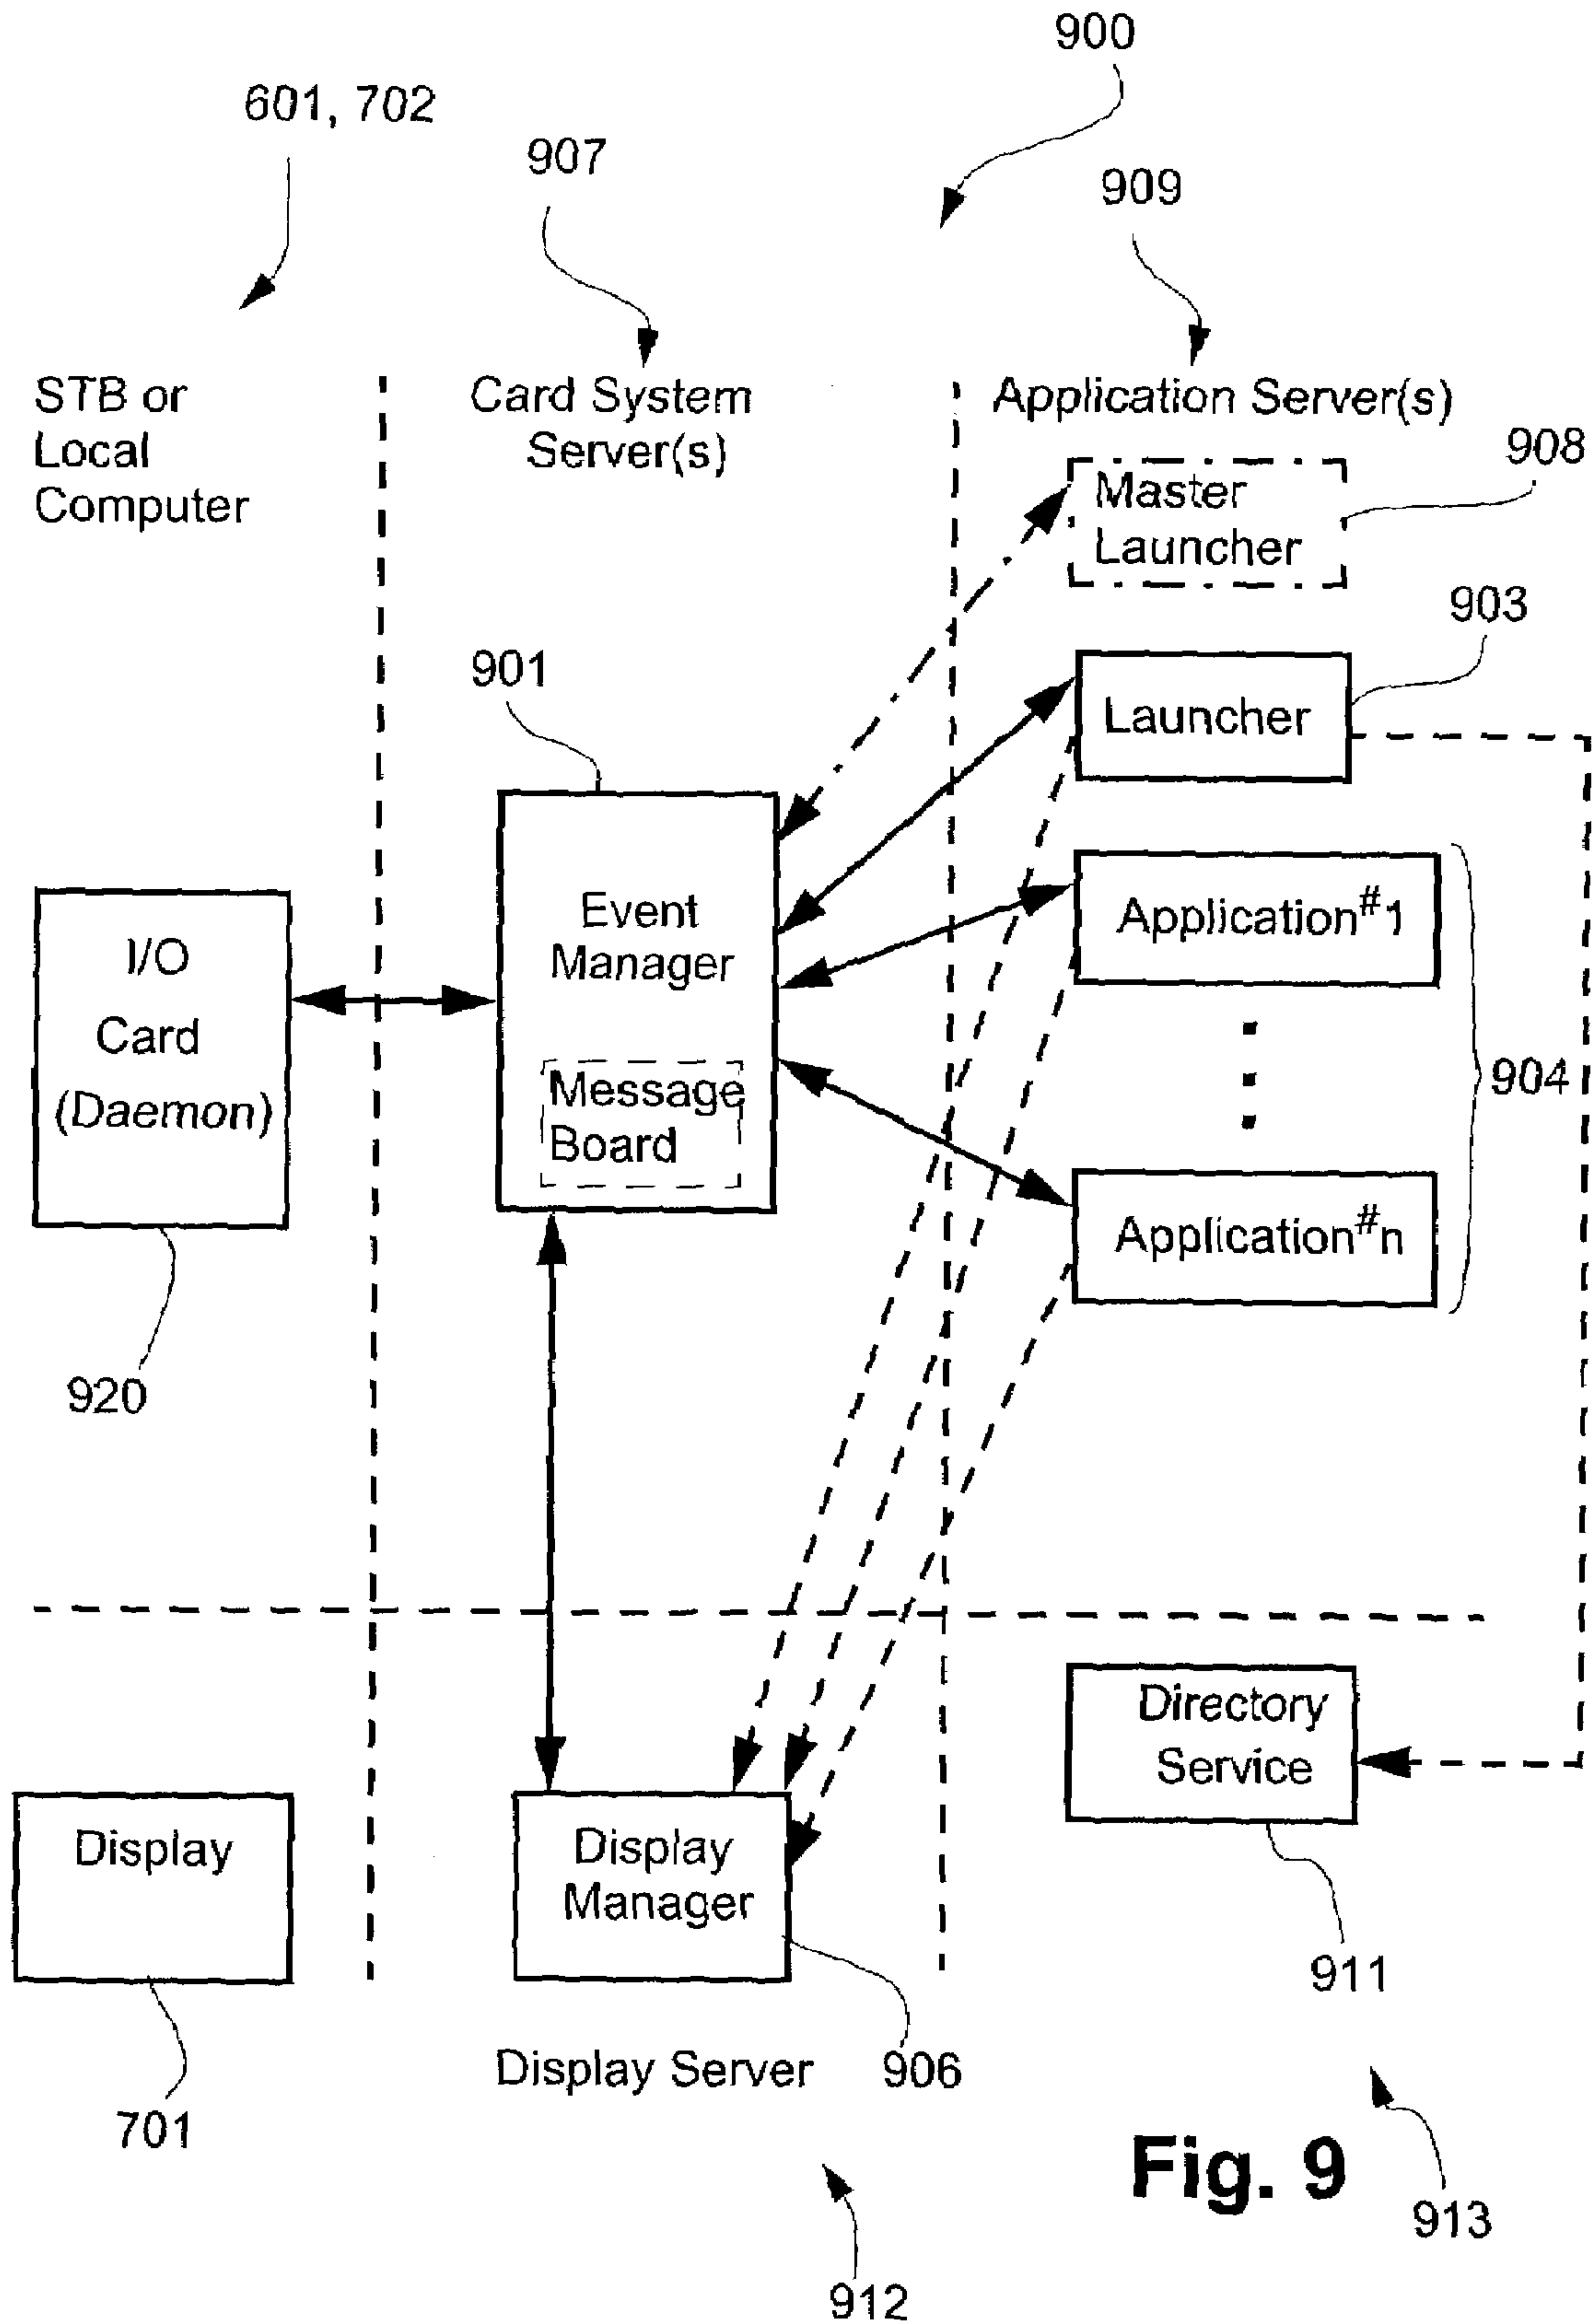 900
601, 702
907
909
STB or
Local
Computer
Card System
Server(s)
Application Server(s)
908
Master
Launcher
903
901
Launcher
Event
Manager
Application#1
I/O
Card
(Daemon)
Message
Board
904
Application#n
920
Directory
Service
Display
Display
Manager
911
Display Server
906
701
Fig. 9
913
912